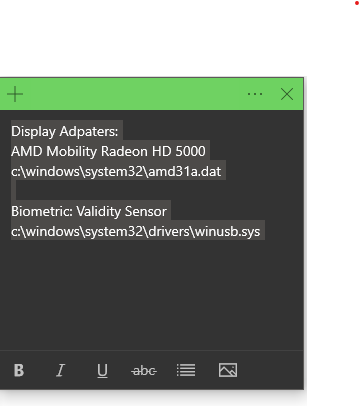 Display Adpaters:
AMD Mobility Radeon HD 5000
c:\windows\system32\amd31a.dat
Biometric: Validity Sensor
c:\windows\system32\drivers\winusb.sys
B I U abc